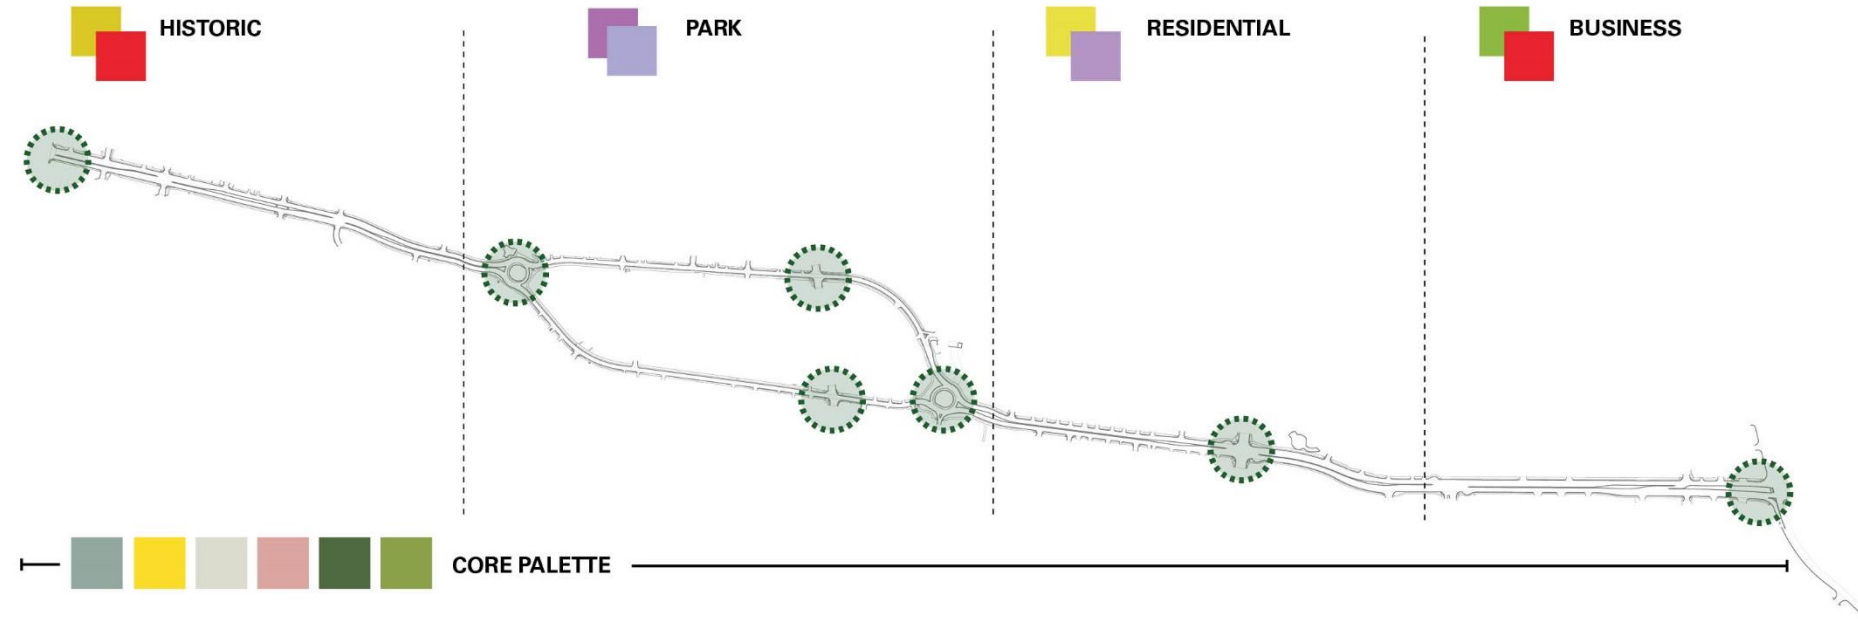 HISTORIC
PARK
RESIDENTIAL
BUSINESS
CORE PALETTE